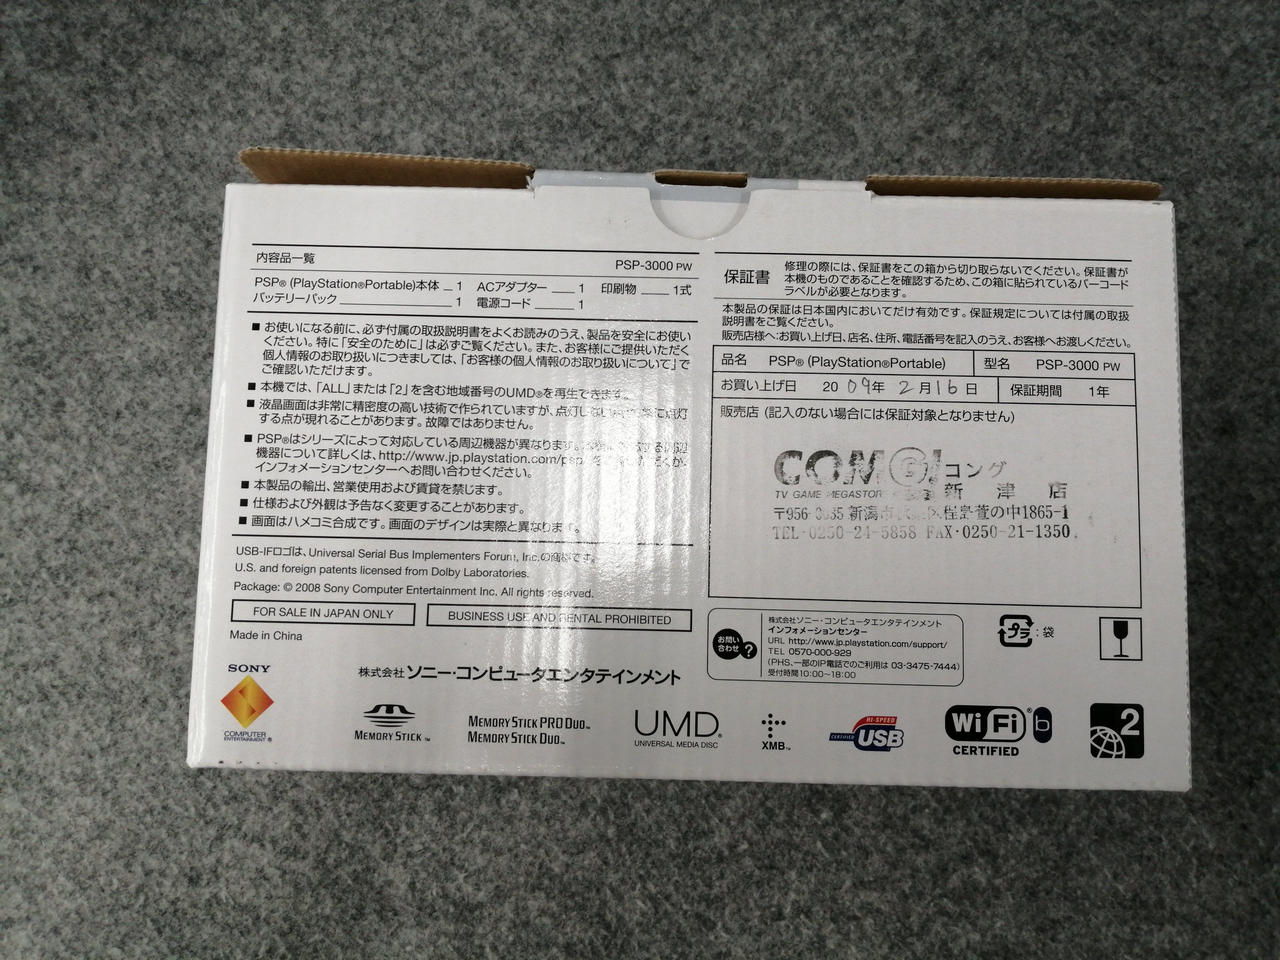 内容品一覧
PSP-3000 PW
PSP®(PlayStation®Portable)本体 1 ACアダプター 1 印刷物 1式
バッテリーパック 1 電源コード 1
■ お使いになる前に、必ず付属の取扱説明書をよくお読みのうえ、製品を安全にお使い
ください。特に「安全のために」は必ずご覧ください。また、お客様にご提供いただく
個人情報のお取り扱いにつきましては、「お客様の個人情報のお取り扱いについて」で
ご確認いただけます。
■ 本機では、「ALL」または「2」を含む地域番号のUMD®を再生できます。
■ 液晶画面は非常に精密度の高い技術で作られていますが、点灯しない 常に点灯
する点が現れることがあります。故障ではありません。
■ PSP®はシリーズによって対応している周辺機器が異なります。 する周辺
機器について詳しくは、http://www.jp.playstation.com/psp/を いただくか、
インフォメーションセンターへお問い合わせください。
■ 本製品の輸出、営業使用および賃貸を禁じます。
■ 仕様および外観は予告なく変更することがあります。
■ 画面はハメコミ合成です。画面のデザインは実際と異なります。
USB-IFロゴは、Universal Serial Bus Implementers Forum, Inc.の商標です。
U.S. and foreign patents licensed from Dolby Laboratories.
Package: © 2008 Sony Computer Entertainment Inc. All rights reserved.
FOR SALE IN JAPAN ONLY
BUSINESS USE AND RENTAL PROHIBITED
Made in China
SONY
COMPUTER
ENTERTAINMENT®
株式会社ソニー・コンピュータエンタテインメント
保証書
修理の際には、保証書をこの箱から切り取らないでください。保証書が
本機のものであることを確認するため、この箱に貼られているバーコード
ラベルが必要となります。
本製品の保証は日本国内においてだけ有効です。保証規定については付属の取扱
説明書をご覧ください。
販売店様へ:お買い上げ日、店名、住所、電話番号を記入のうえ、お客様へお渡しください。
品名 PSP®(PlayStation®Portable) 型名 PSP-3000 PW
お買い上げ日 2009年 2月16日 保証期間 1年
販売店(記入のない場合には保証対象となりません)
COMG! コング
TV GAME MEGASTORE 新津店
〒956- 新潟市 の中1865-1
TEL・0250-24-5858 FAX・0250-21-1350
お問い
合わせ ?
株式会社ソニー・コンピュータエンタテインメント
インフォメーションセンター
URL http://www.jp.playstation.com/support/
TEL 0570-000-929
(PHS、一部のIP電話でのご利用は 03-3475-7444)
受付時間10:00〜18:00
プラ :袋
MEMORY STICK™
MEMORY STICK PRO DUO™
MEMORY STICK DUO™
UMD®
UNIVERSAL MEDIA DISC
XMB™
HI-SPEED
CERTIFIED USB
Wi Fi® b
CERTIFIED
2